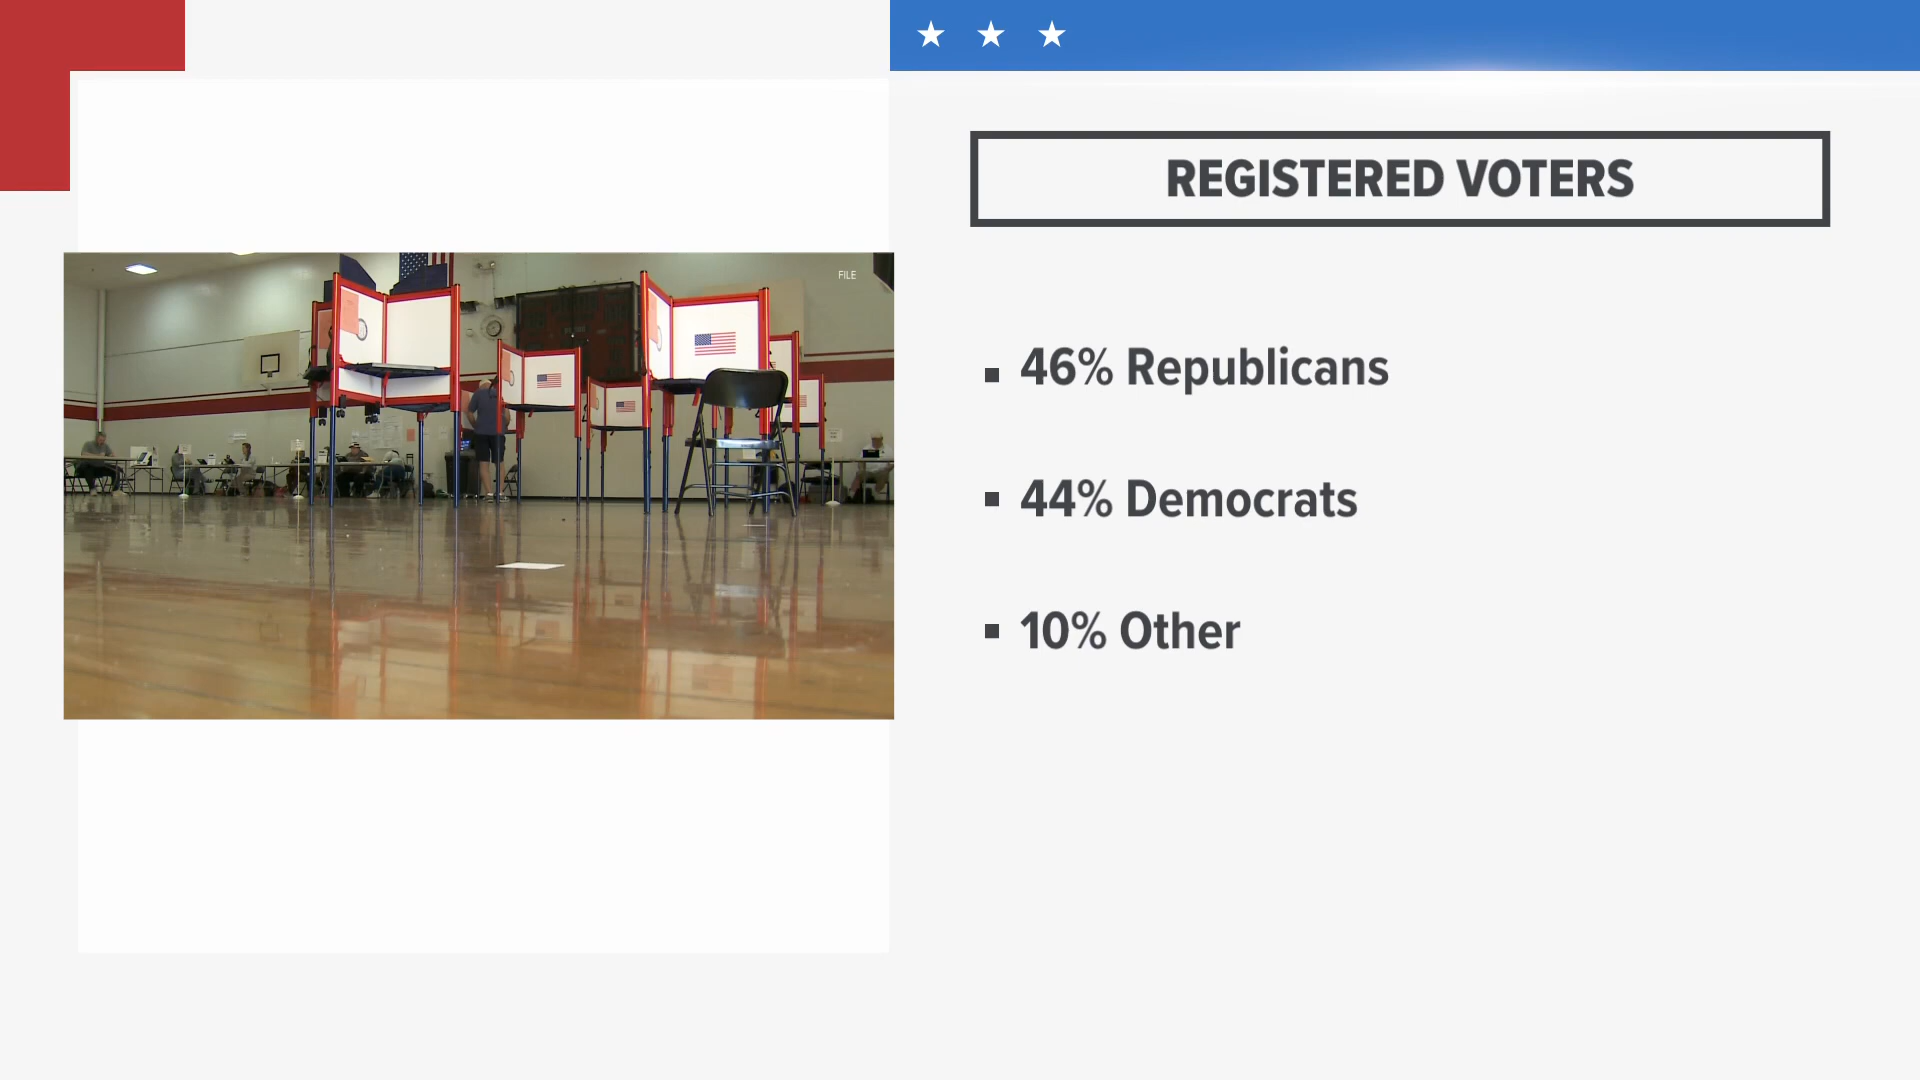 FILE
REGISTERED VOTERS
46% Republicans
44% Democrats
10% Other